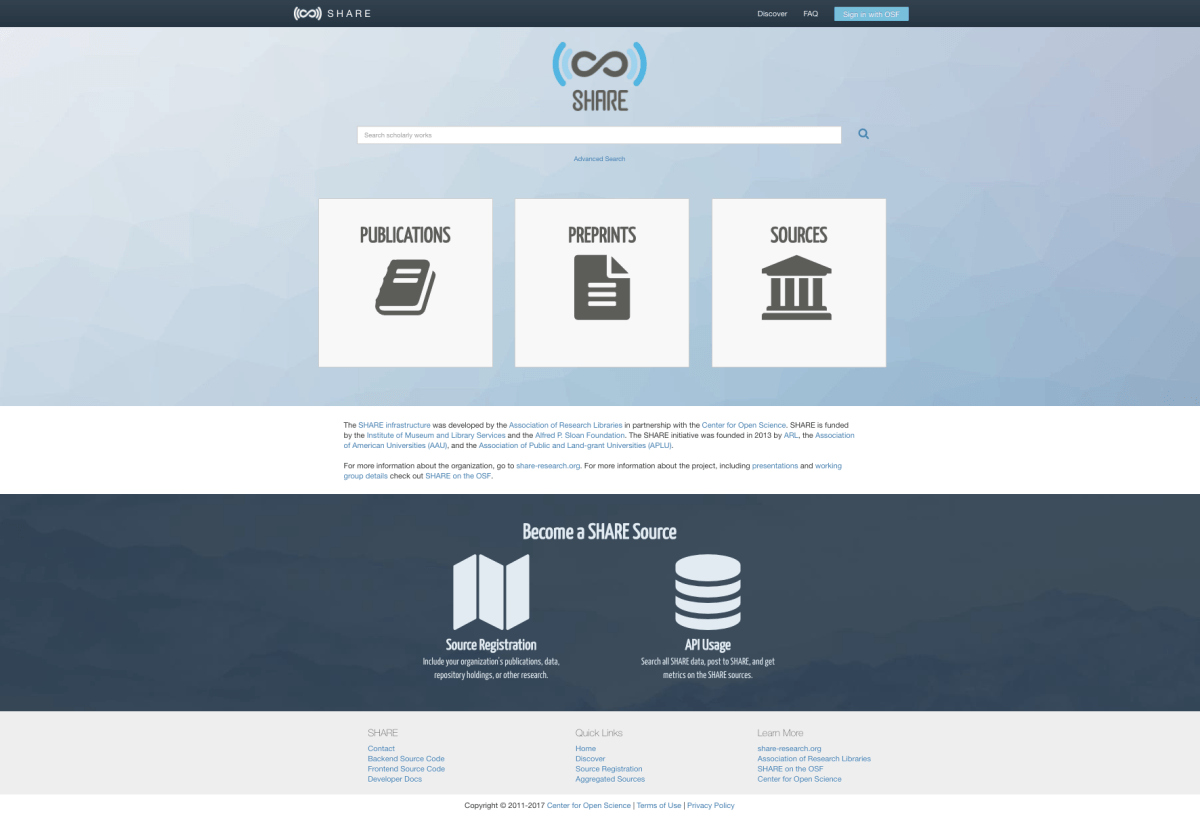 SHARE
Discover
FAQ
Sign in with OSF
SHARE
Search scholarly works
Advanced Search
PUBLICATIONS
PREPRINTS
SOURCES
The SHARE infrastructure was developed by the Association of Research Libraries in partnership with the Center for Open Science. SHARE is funded
by the Institute of Museum and Library Services and the Alfred P. Sloan Foundation. The SHARE initiative was founded in 2013 by ARL, the Association
of American Universities (AAU), and the Association of Public and Land-grant Universities (APLU).
For more information about the organization, go to share-research.org. For more information about the project, including presentations and working
group details check out SHARE on the OSF.
Become a SHARE Source
Source Registration
Include your organization's publications, data,
repository holdings, or other research.
API Usage
Search all SHARE data, post to SHARE, and get
metrics on the SHARE sources.
SHARE
Contact
Backend Source Code
Frontend Source Code
Developer Docs
Quick Links
Home
Discover
Source Registration
Aggregated Sources
Learn More
share-research.org
Association of Research Libraries
SHARE on the OSF
Center for Open Science
Copyright © 2011-2017 Center for Open Science | Terms of Use | Privacy Policy